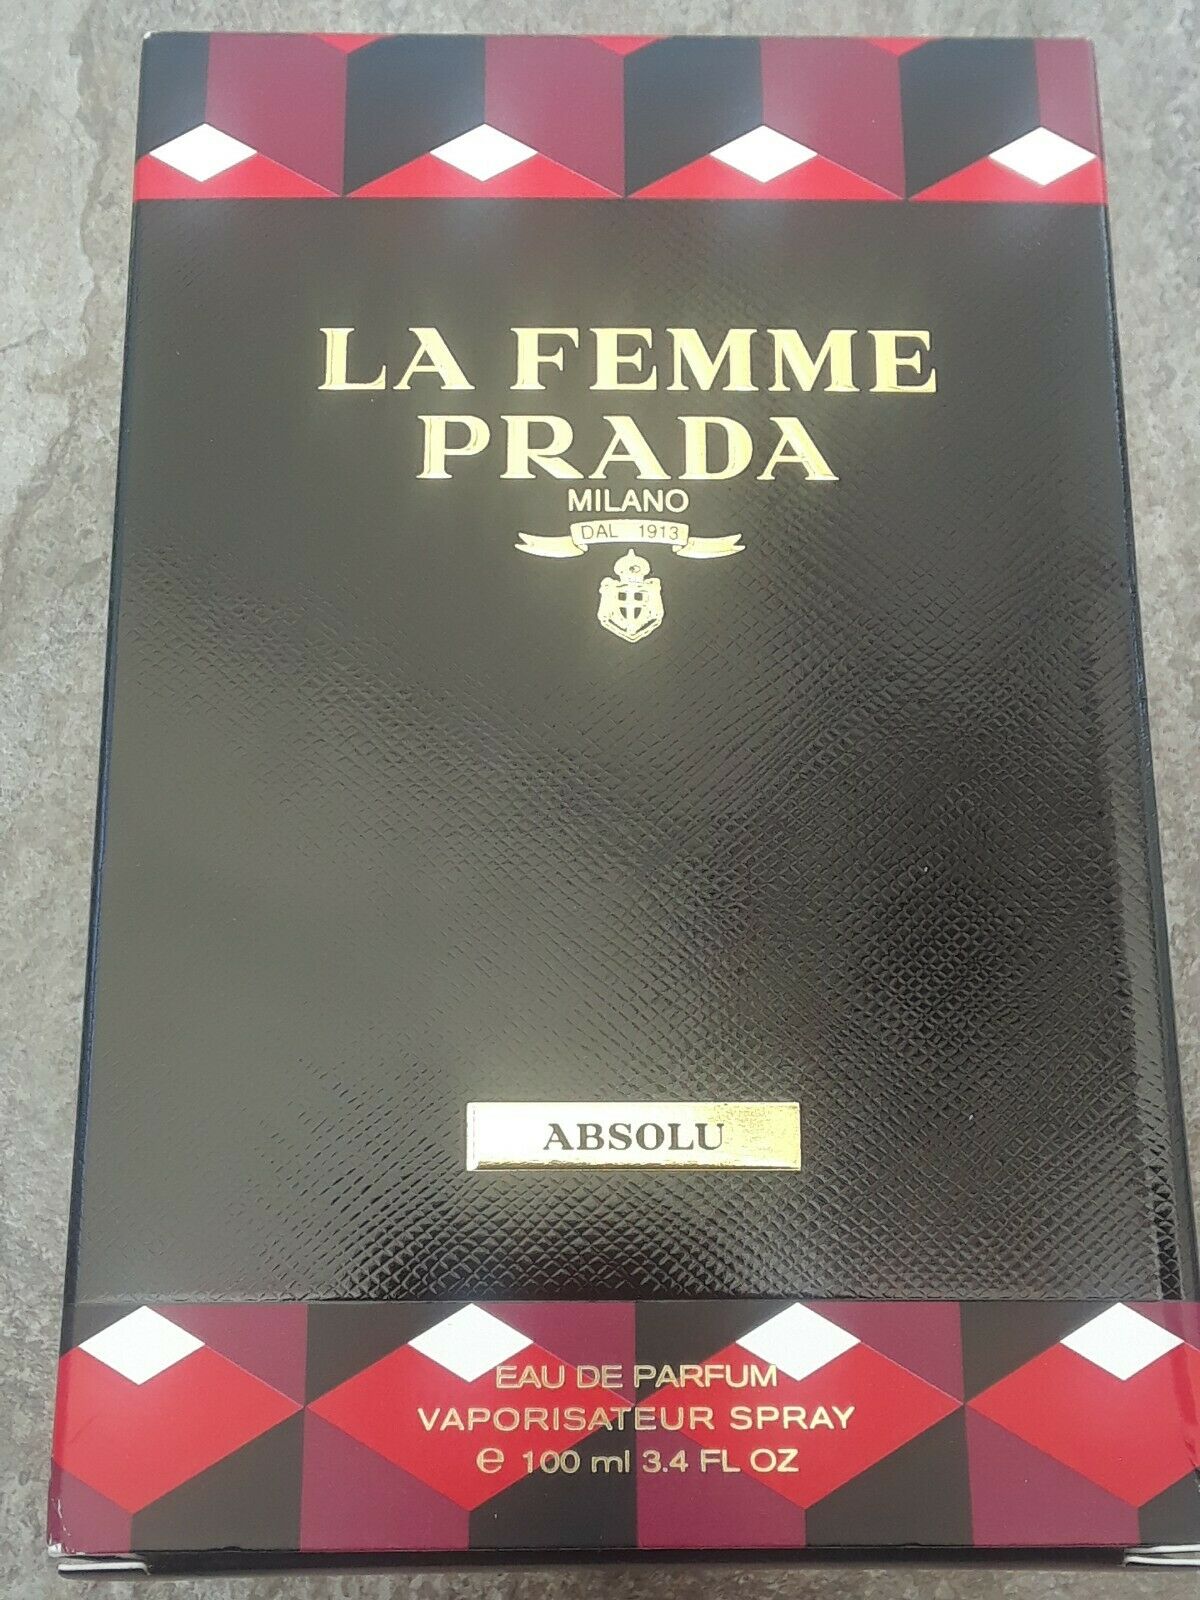 LA FEMME
PRADA
MILANO
DAL 1913
ABSOLU
EAU DE PARFUM
VAPORISATEUR SPRAY
℮ 100 ml 3.4 FL OZ